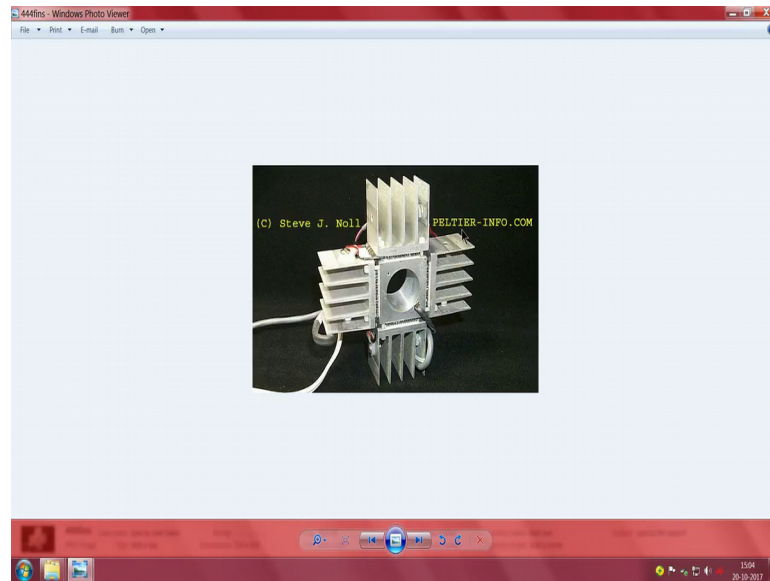 444fins - Windows Photo Viewer
File Print E-mail Burn Open
(C) Steve J. Noll PELTIER-INFO.COM
15:04
20-10-2017